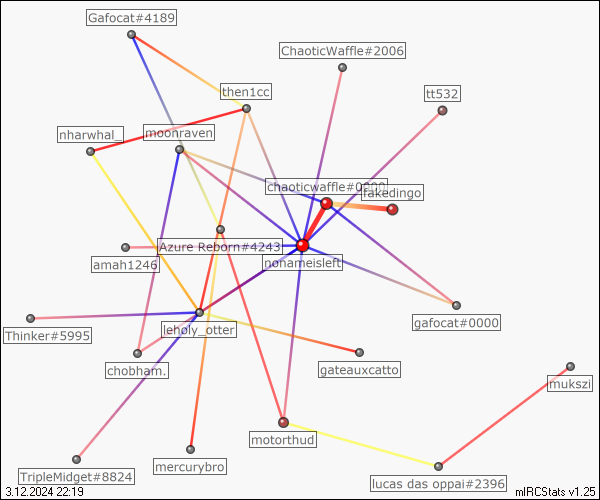 Gafocat#4189
ChaoticWaffle#2006
then1cc
tt532
nharwhal_
moonraven
chaoticwaffle#0000
fakedingo
Azure Reborn#4243
amah1246
nonameisleft
gafocat#0000
leholy_otter
Thinker#5995
chobham.
gateauxcatto
mukszi
motorthud
mercurybro
TripleMidget#8824
lucas das oppai#2396
3.12.2024 22:19
mIRCStats v1.25